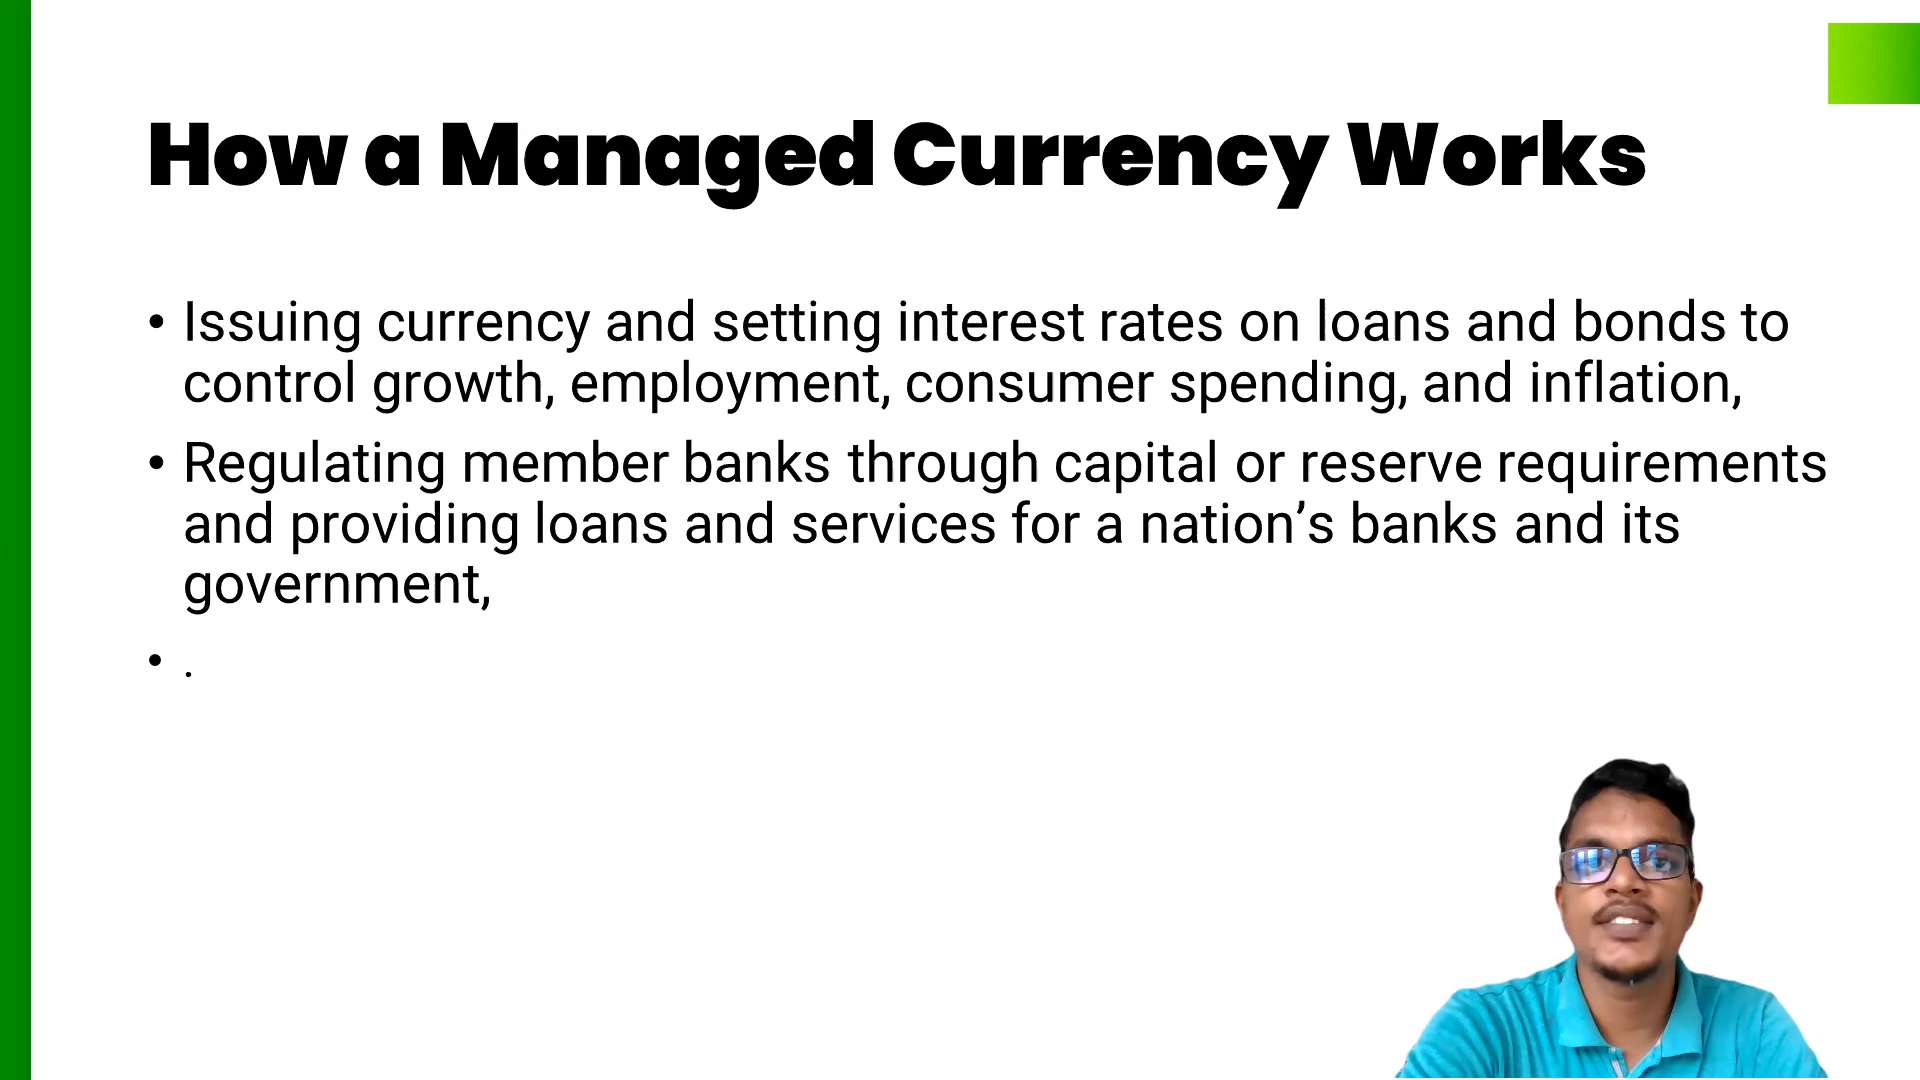 How a Managed Currency Works
• Issuing currency and setting interest rates on loans and bonds to
control growth, employment, consumer spending, and inflation,
• Regulating member banks through capital or reserve requirements
and providing loans and services for a nation’s banks and its
government,
• .